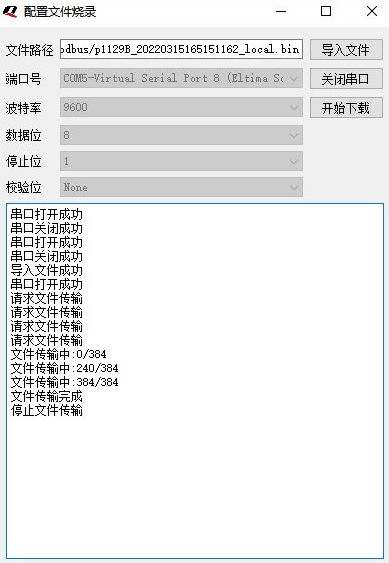 配置文件烧录
文件路径 odbus/p1129B_20220315165151162_local.bin 导入文件
端口号 COM5-Virtual Serial Port 8 (Eltima So 关闭串口
波特率 9600 开始下载
数据位 8
停止位 1
校验位 None
串口打开成功
串口关闭成功
串口打开成功
串口关闭成功
导入文件成功
串口打开成功
请求文件传输
请求文件传输
请求文件传输
请求文件传输
文件传输中:0/384
文件传输中:240/384
文件传输中:384/384
文件传输完成
停止文件传输